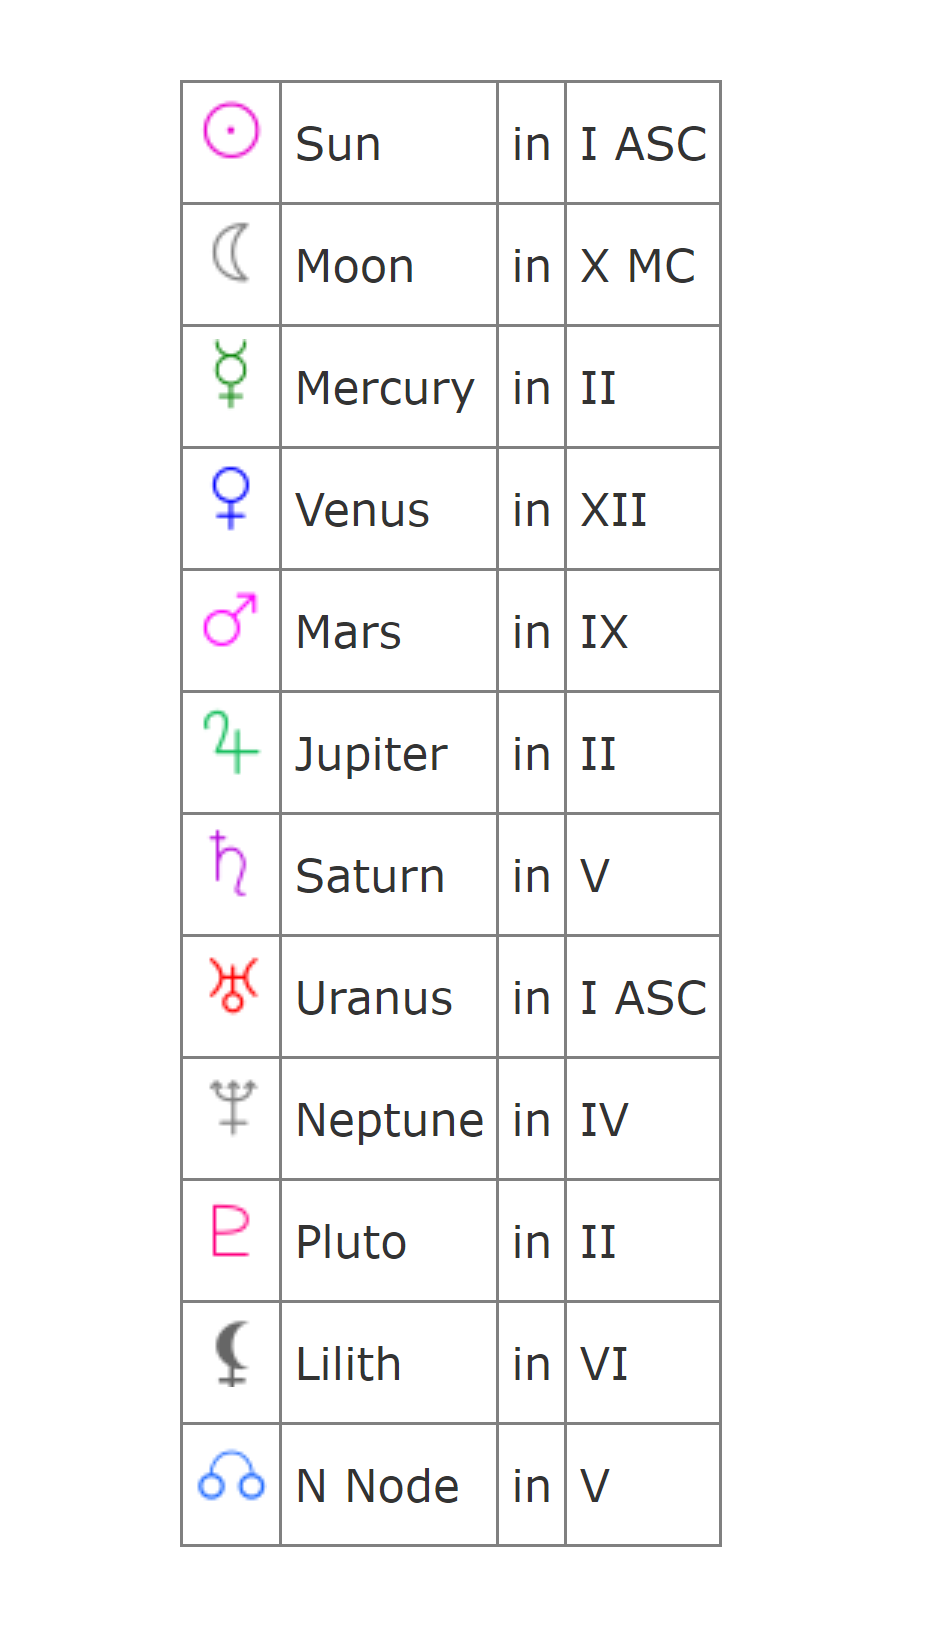 Sun in I ASC
Moon in X MC
Mercury in II
Venus in XII
Mars in IX
Jupiter in II
Saturn in V
Uranus in I ASC
Neptune in IV
Pluto in II
Lilith in VI
N Node in V